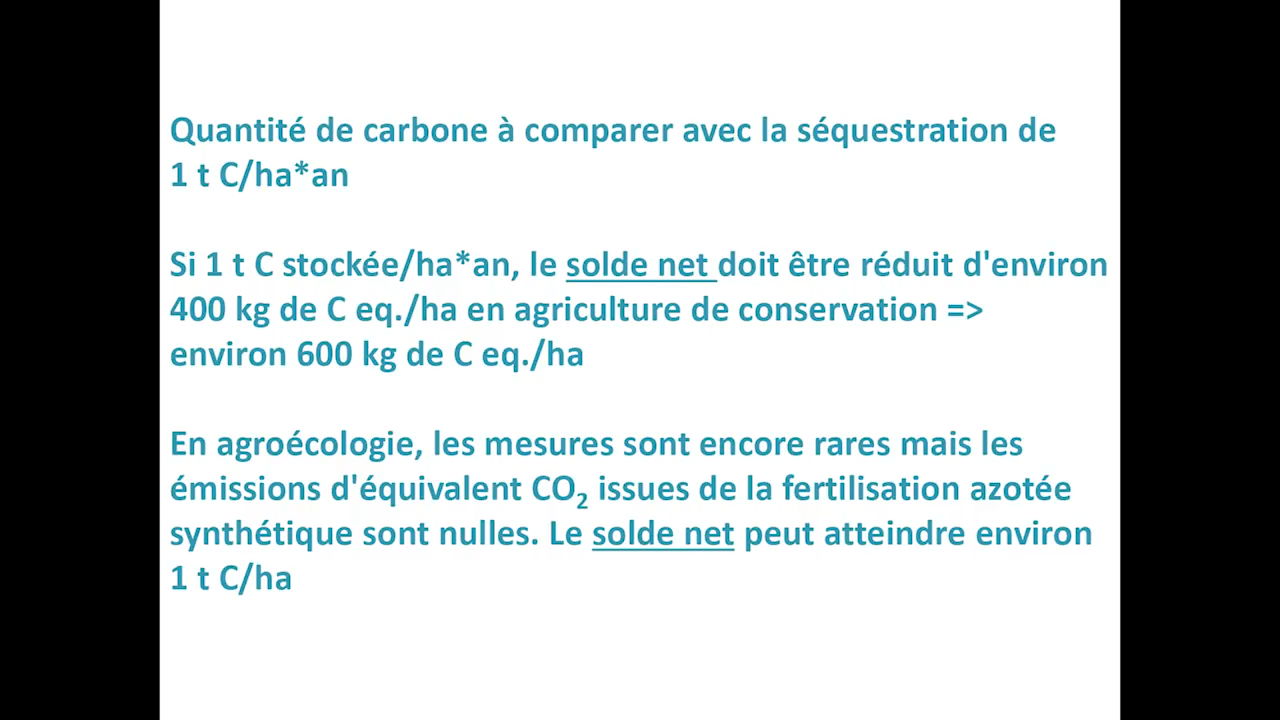 Quantité de carbone à comparer avec la séquestration de
1 t C/ha*an
Si 1 t C stockée/ha*an, le solde net doit être réduit d'environ
400 kg de C eq./ha en agriculture de conservation =>
environ 600 kg de C eq./ha
En agroécologie, les mesures sont encore rares mais les
émissions d'équivalent CO₂ issues de la fertilisation azotée
synthétique sont nulles. Le solde net peut atteindre environ
1 t C/ha